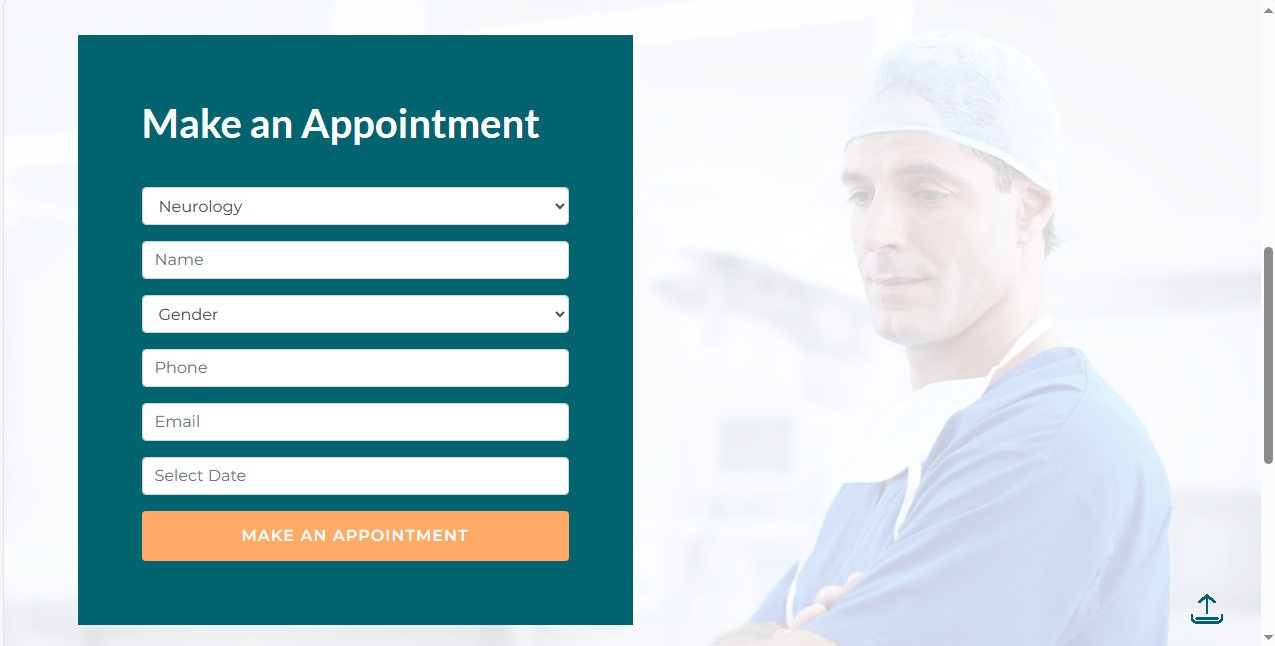 Make an Appointment
Neurology
Name
Gender
Phone
Email
Select Date
MAKE AN APPOINTMENT